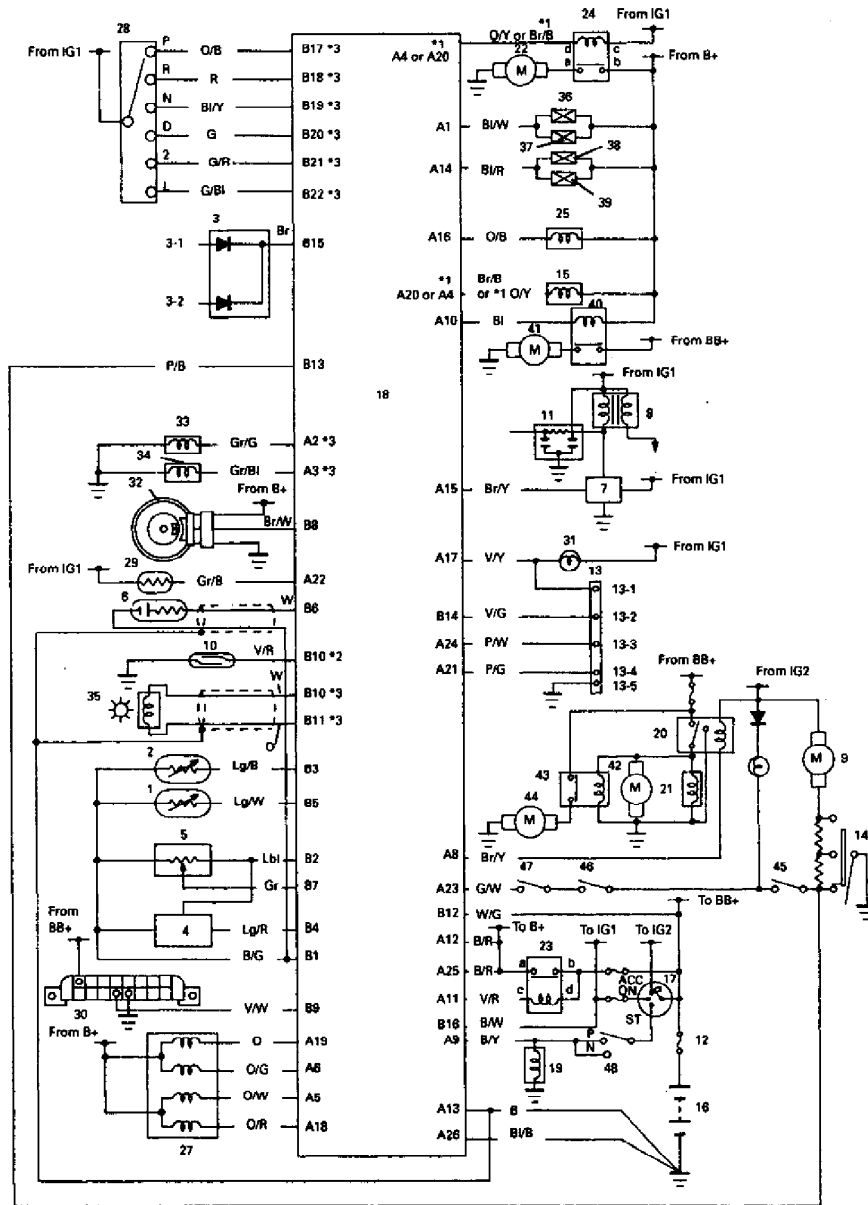 28
From IG1
P O/B B17 *3
R R B18 *3
N Bl/Y B19 *3
D G B20 *3
2 G/R B21 *3
L G/Bl B22 *3
3
Br
3-1
B15
3-2
P/B B13
18
33
Gr/G A2 *3
34
Gr/Bl A3 *3
32
From B+
Br/W B8
From IG1
29
Gr/B A22
6
W
B6
10
V/R
B10 *2
W
35
B10 *3
B11 *3
O
2
Lg/B B3
1
Lg/W B5
5
Lbl B2
Gr B7
4
Lg/R B4
B/G B1
From
BB+
30
V/W B9
From B+
O A19
O/G A6
O/W A5
O/R A18
27
*1
A4 or A20
*1
O/Y or Br/B
24
From IG1
22
d c
a b
M
From B+
36
A1 Bl/W
37
38
A14 Bl/R
39
25
A16 O/B
*1
A20 or A4
Br/B
or *1 O/Y
15
40
A10 Bl
41
M
From BB+
From IG1
11
8
A15 Br/Y
7
From IG1
A17 V/Y
31
From IG1
13
13-1
B14 V/G
13-2
A24 P/W
13-3
A21 P/G
13-4
13-5
From BB+
From IG2
20
43
42
M
21
M
9
44
M
14
A8 Br/Y
A23 G/W
47
46
45
B12 W/G
To BB+
A12 B/R
To B+
23
To IG1
To IG2
A25 B/R
a b
ACC
ON
17
A11 V/R
c d
ST
B16 B/W
A9 B/Y
P
N
48
12
19
16
A13 B
A26 Bl/B